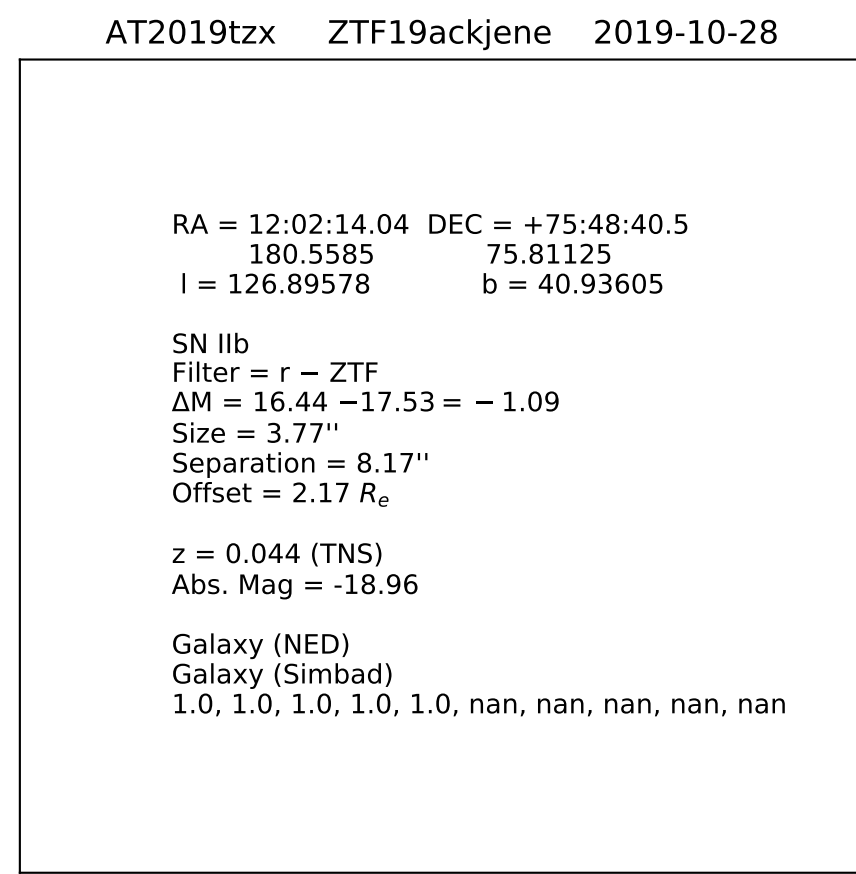 AT2019tzx ZTF19ackjene 2019-10-28
RA = 12:02:14.04 DEC = +75:48:40.5
180.5585 75.81125
l = 126.89578 b = 40.93605
SN IIb
Filter = r − ZTF
ΔM = 16.44 −17.53 = − 1.09
Size = 3.77''
Separation = 8.17''
Offset = 2.17 Rₑ
z = 0.044 (TNS)
Abs. Mag = -18.96
Galaxy (NED)
Galaxy (Simbad)
1.0, 1.0, 1.0, 1.0, 1.0, nan, nan, nan, nan, nan